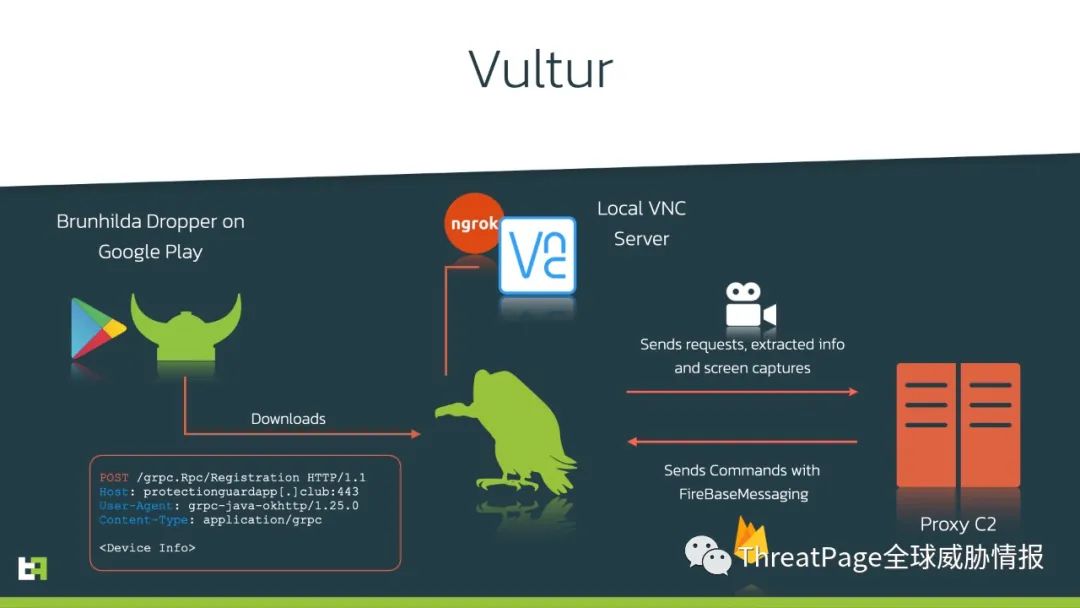 Vultur
Brunhilda Dropper on
Google Play
ngrok
Vnc
Local VNC
Server
Sends requests, extracted info
and screen captures
Downloads
POST /grpc.Rpc/Registration HTTP/1.1
Host: protectionguardapp[.]club:443
User-Agent: grpc-java-okhttp/1.25.0
Content-Type: application/grpc
<Device Info>
Sends Commands with
FireBaseMessaging
Proxy C2
ThreatPage全球威胁情报